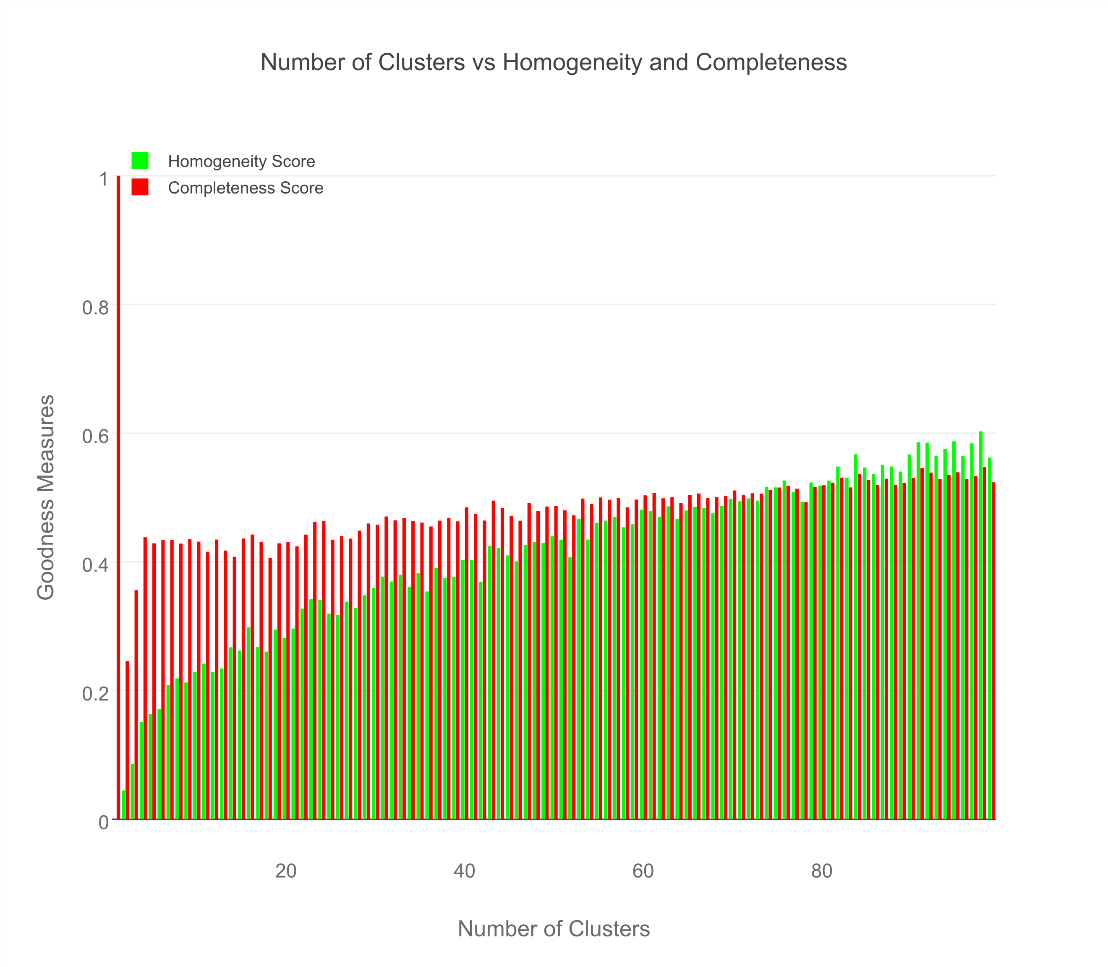 Number of Clusters vs Homogeneity and Completeness
Homogeneity Score
Completeness Score
1
0.8
0.6
0.4
0.2
0
Goodness Measures
20 40 60 80
Number of Clusters